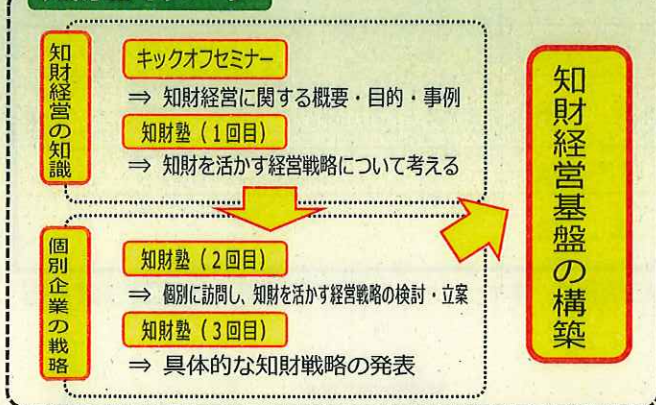 知財経営の知識
キックオフセミナー
⇒ 知財経営に関する概要・目的・事例
知財塾（1回目）
⇒ 知財を活かす経営戦略について考える
個別企業の戦略
知財塾（2回目）
⇒ 個別に訪問し、知財を活かす経営戦略の検討・立案
知財塾（3回目）
⇒ 具体的な知財戦略の発表
知財経営基盤の構築